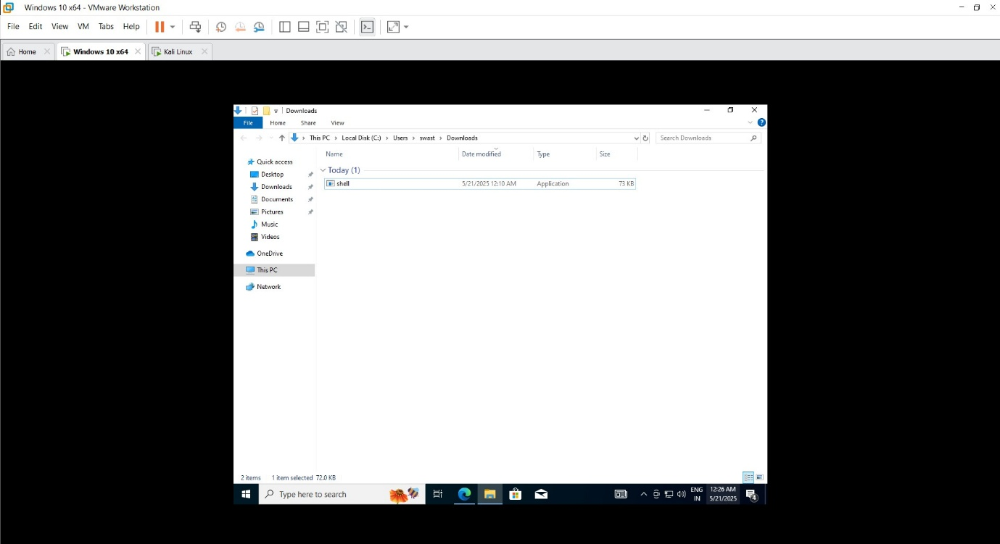 Windows 10 x64 - VMware Workstation
File Edit View VM Tabs Help
Home Windows 10 x64 Kali Linux
Downloads
File Home Share View
This PC Local Disk (C:) Users swast Downloads Search Downloads
Name Date modified Type Size
Quick access
Desktop
Downloads
Documents
Pictures
Music
Videos
OneDrive
This PC
Network
Today (1)
shell 5/21/2025 12:10 AM Application 73 KB
2 items 1 item selected 72.0 KB
Type here to search
ENG
IN
12:26 AM
5/21/2025
4